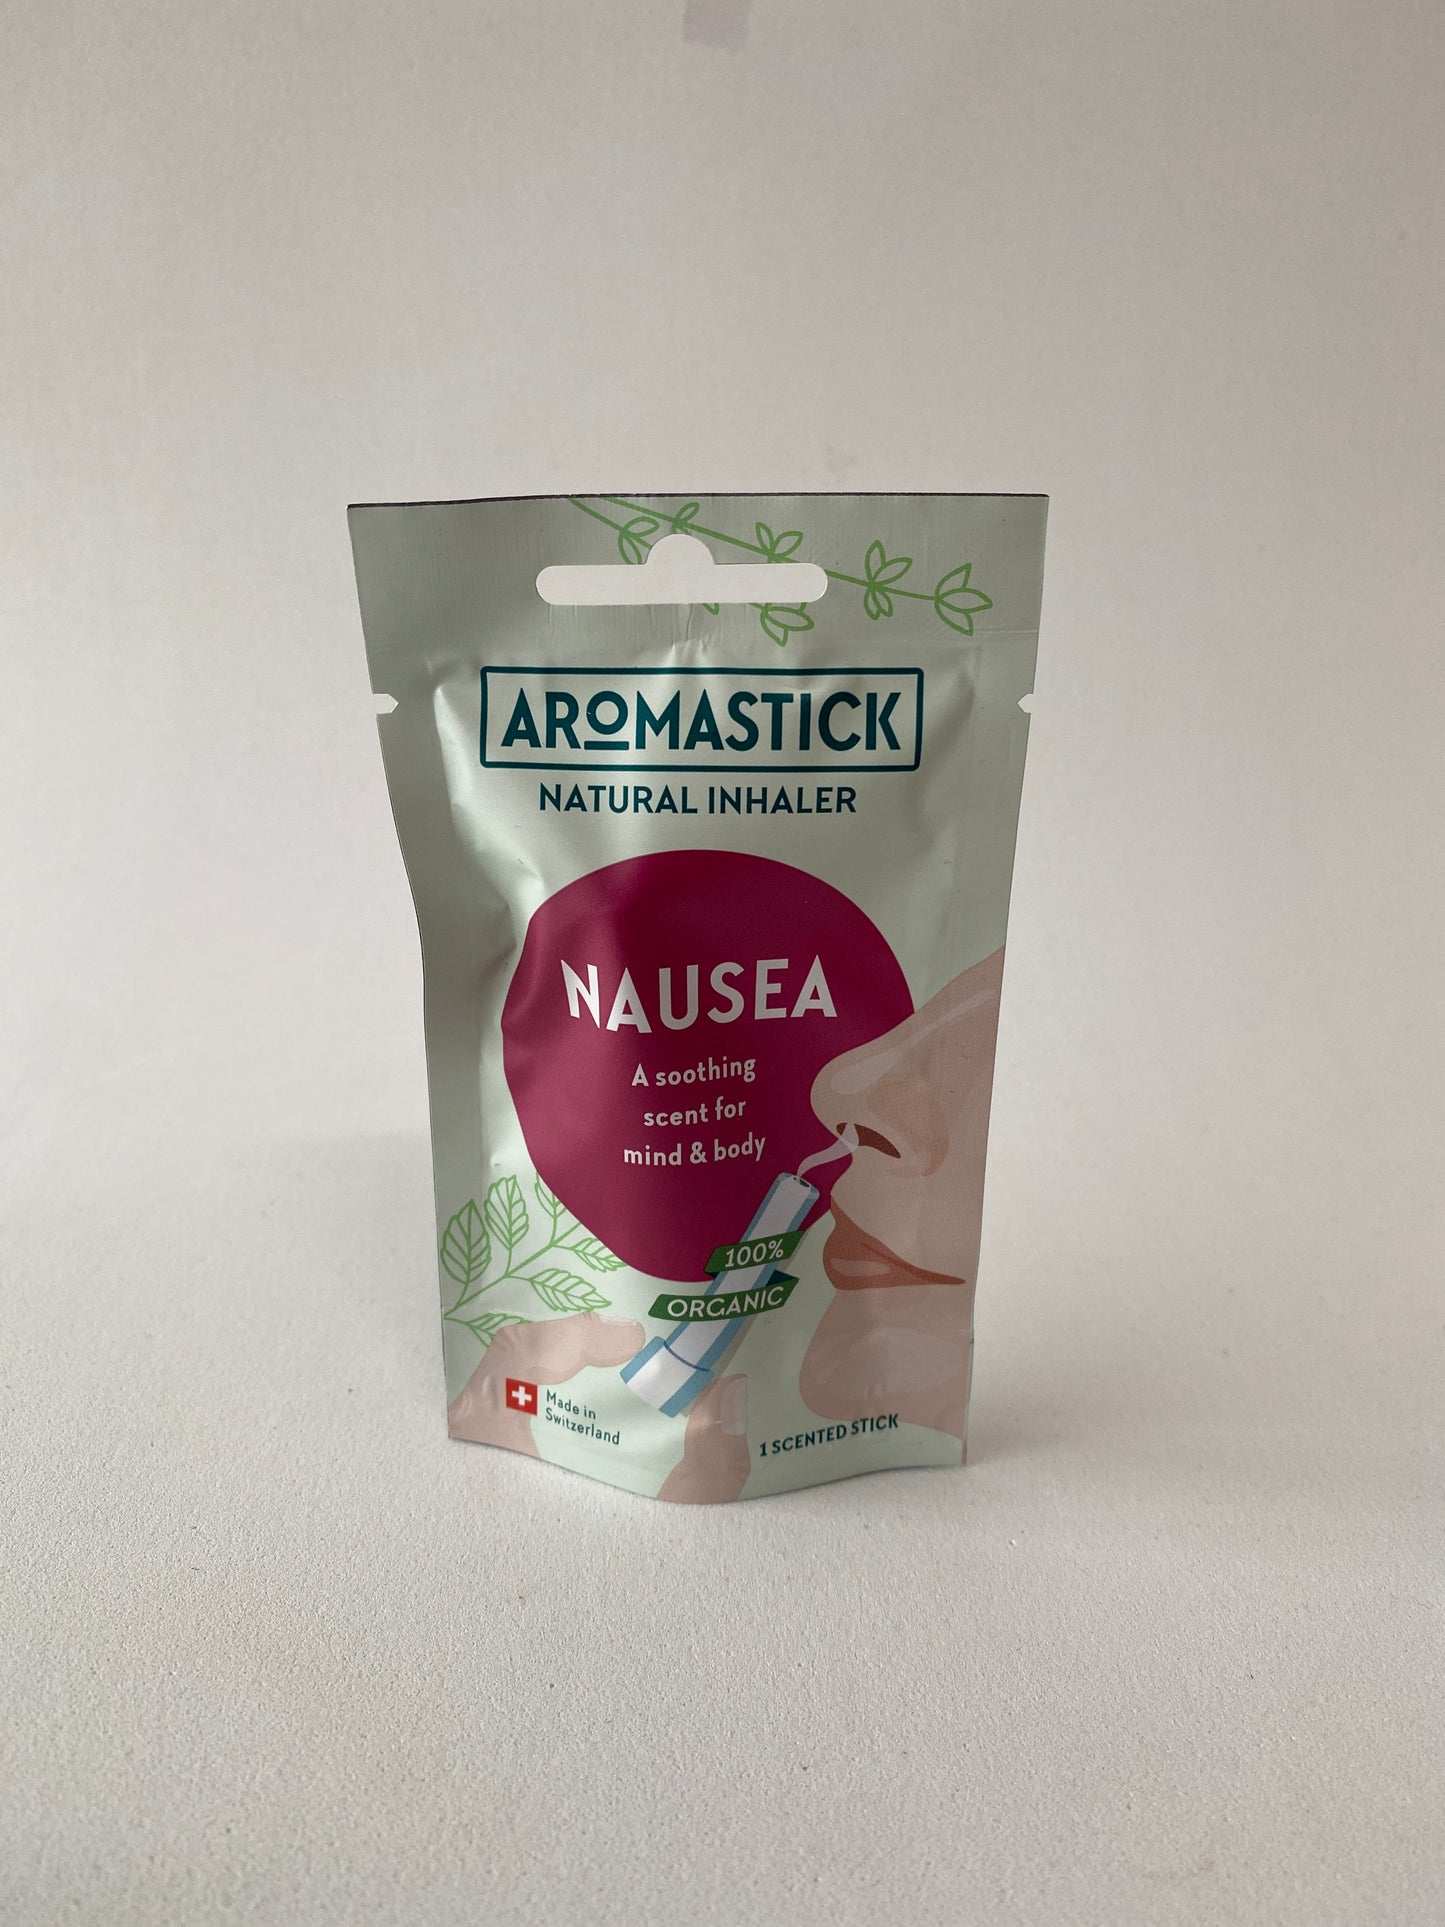 AROMASTICK
NATURAL INHALER
NAUSEA
A soothing
scent for
mind & body
100%
ORGANIC
Made in
Switzerland
1 SCENTED STICK